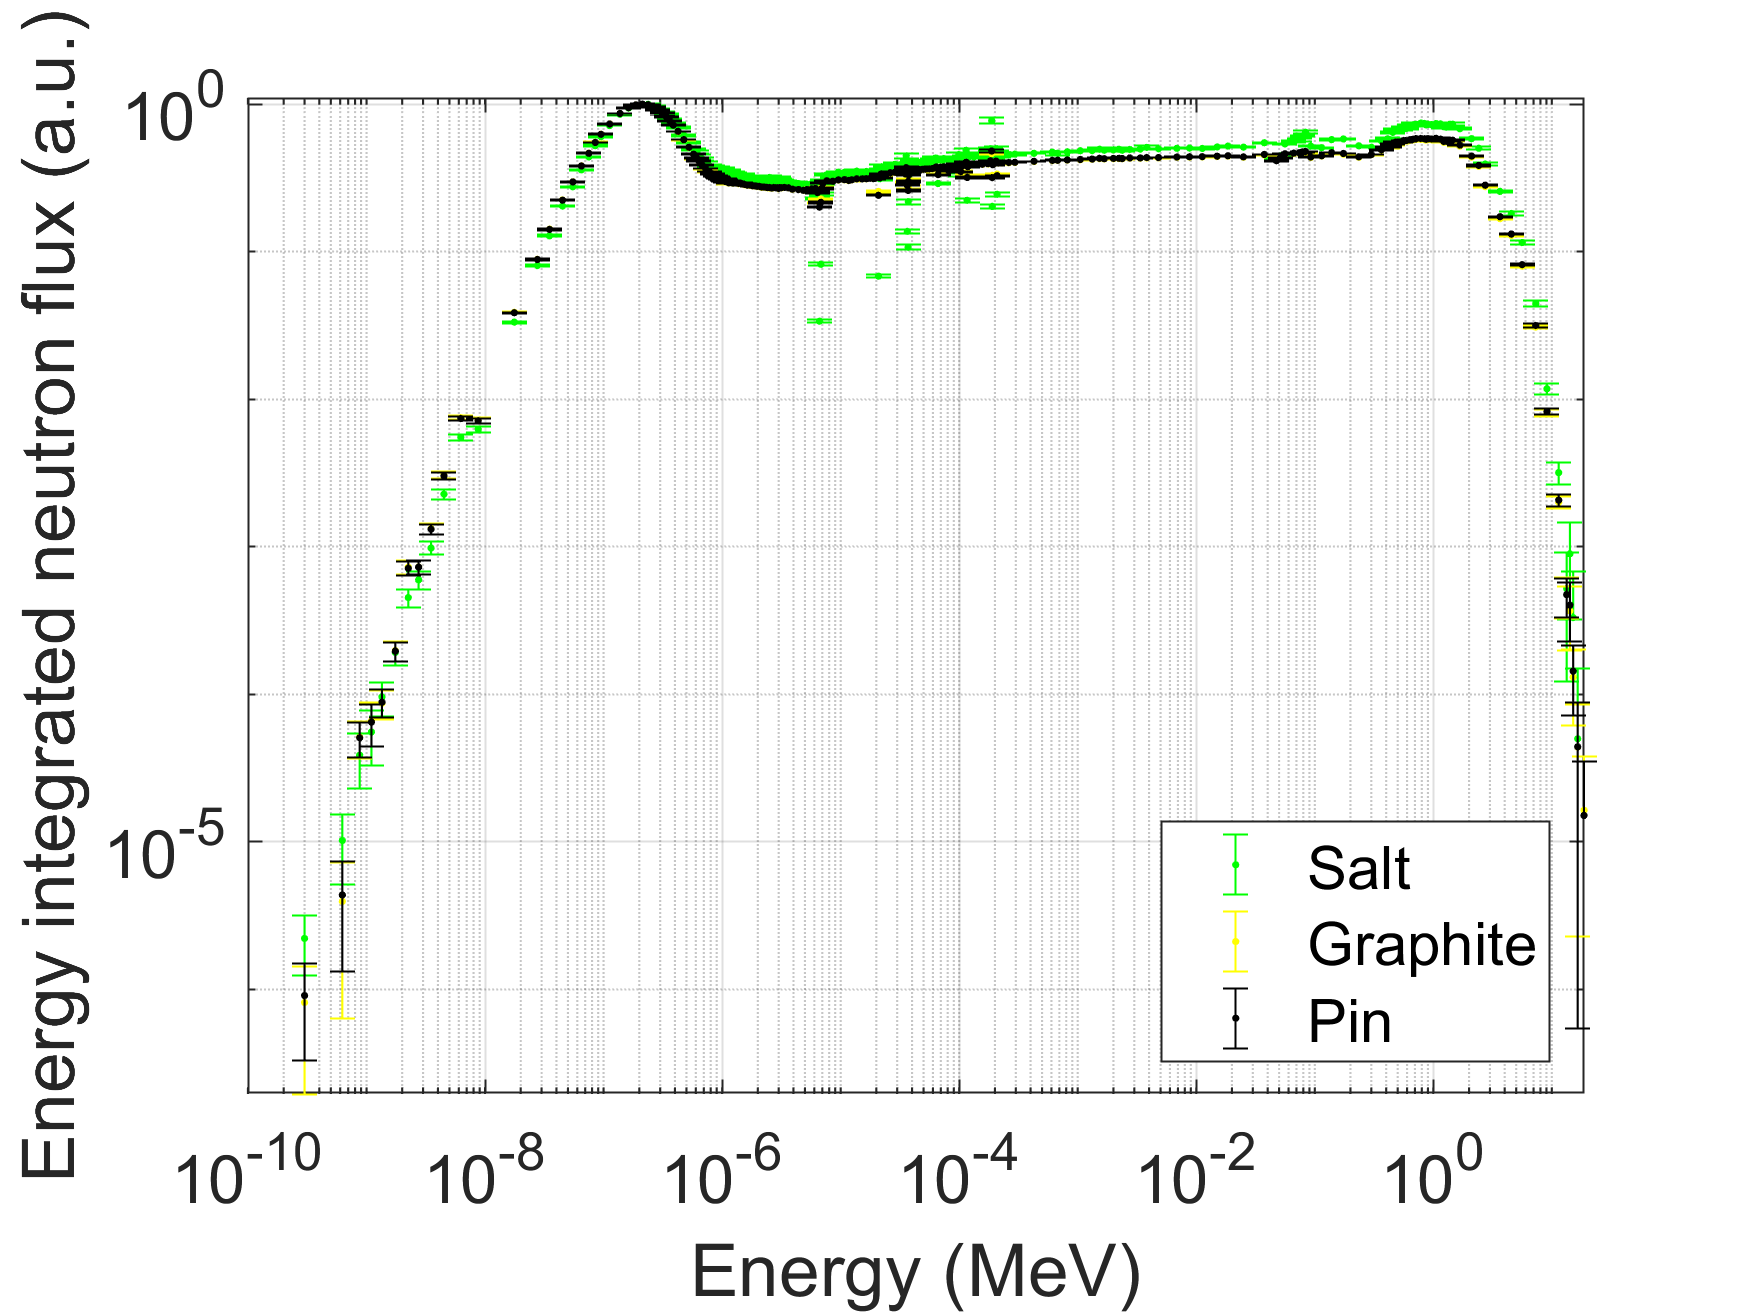 Energy integrated neutron flux (a.u.)
10^0
10^-5
Salt
Graphite
Pin
10^-10 10^-8 10^-6 10^-4 10^-2 10^0
Energy (MeV)